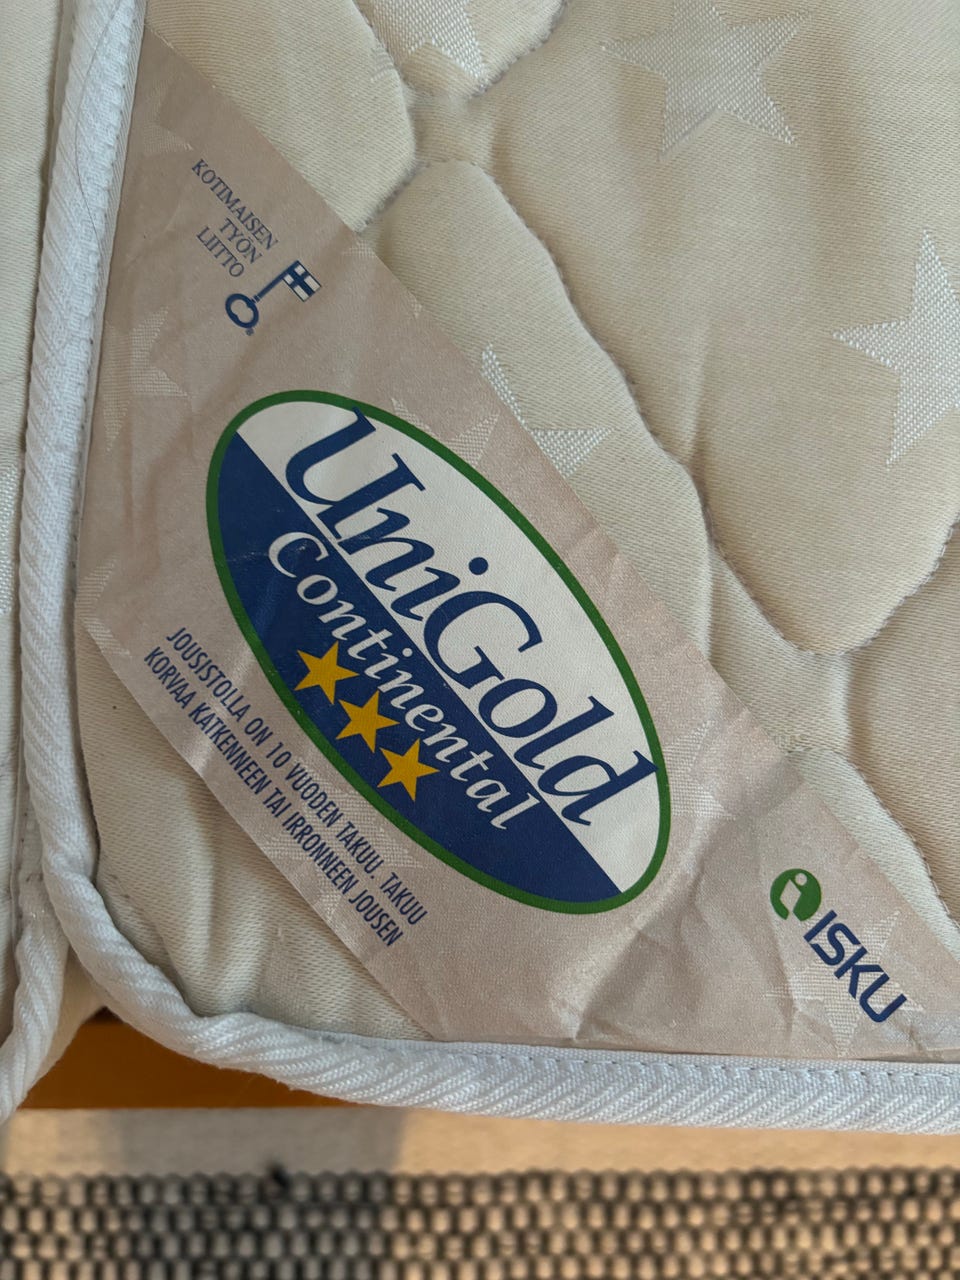 KOTIMAISEN
TYÖN
LIITTO
UniGold
Continental
JOUSISTOLLA ON 10 VUODEN TAKUU. TAKUU
KORVAA KATKENNEEN TAI IRRONNEEN JOUSEN
i
ISKU